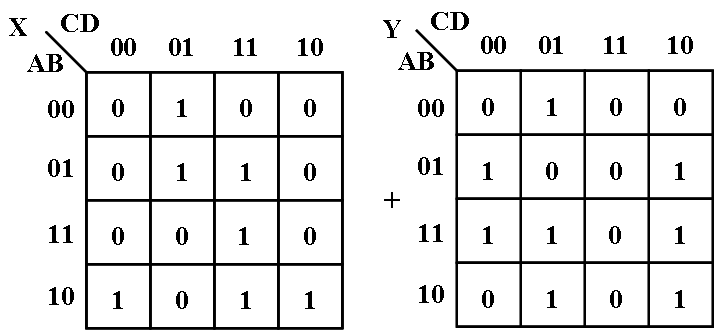 X CD Y CD
00 01 11 10 00 01 11 10
AB AB
00 0 1 0 0 00 0 1 0 0
01 0 1 1 0 01 1 0 0 1
+
11 0 0 1 0 11 1 1 0 1
10 1 0 1 1 10 0 1 0 1